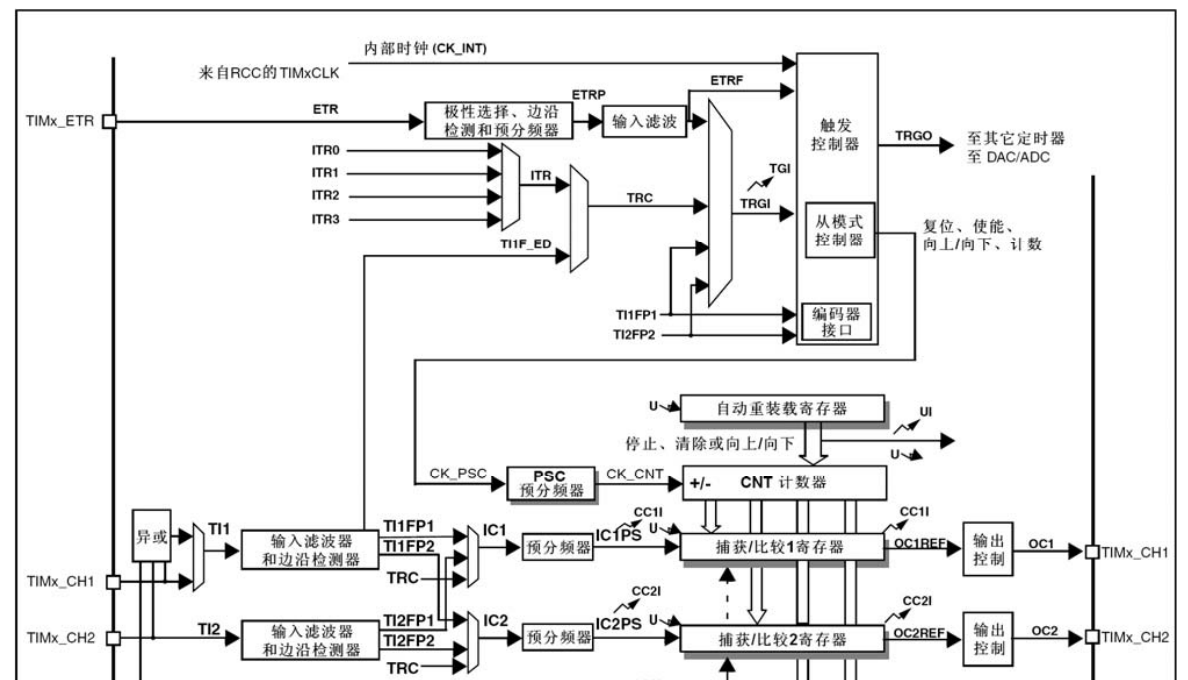 内部时钟(CK_INT)
来自RCC的TIMxCLK
ETRF
TIMx_ETR
ETR
极性选择、边沿
检测和预分频器
ETRP
输入滤波
触发
控制器
TRGO
至其它定时器
至 DAC/ADC
ITR0
ITR1
ITR2
ITR3
ITR
TRC
TGI
TRGI
TI1F_ED
从模式
控制器
复位、使能、
向上/向下、计数
TI1FP1
TI2FP2
编码器
接口
U
自动重装载寄存器
UI
停止、清除或向上/向下
U
CK_PSC
PSC
预分频器
CK_CNT
+/-
CNT 计数器
异或
TI1
输入滤波器
和边沿检测器
TI1FP1
TI1FP2
TRC
IC1
预分频器
CC1I
IC1PS
U
捕获/比较1寄存器
CC1I
OC1REF
输出
控制
OC1
TIMx_CH1
TIMx_CH1
TIMx_CH2
TI2
输入滤波器
和边沿检测器
TI2FP1
TI2FP2
TRC
IC2
预分频器
CC2I
IC2PS
U
捕获/比较2寄存器
CC2I
OC2REF
输出
控制
OC2
TIMx_CH2